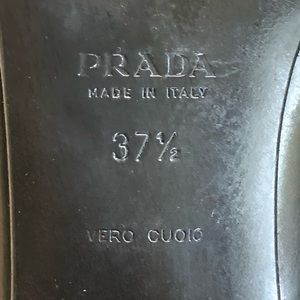 PRADA
MADE IN ITALY
37½
VERO CUOIO